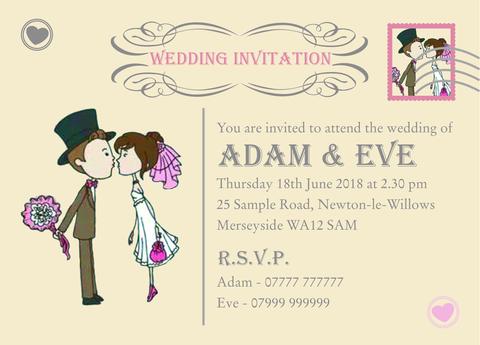 WEDDING INVITATION
You are invited to attend the wedding of
ADAM & EVE
Thursday 18th June 2018 at 2.30 pm
25 Sample Road, Newton-le-Willows
Merseyside WA12 SAM
R.S.V.P.
Adam - 07777 777777
Eve - 07999 999999